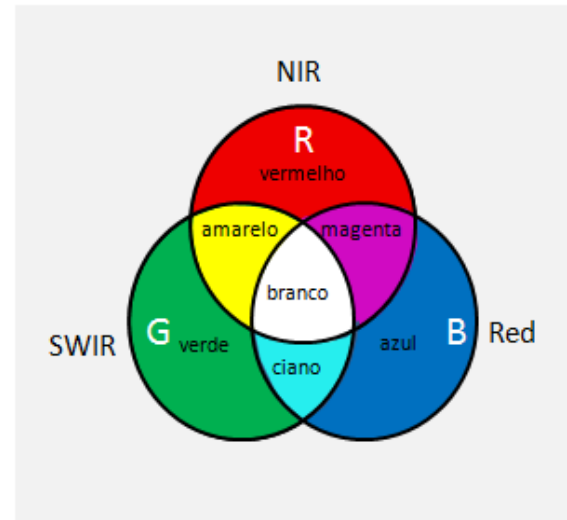 NIR
R
vermelho
amarelo
magenta
branco
SWIR
G
verde
azul
B
Red
ciano